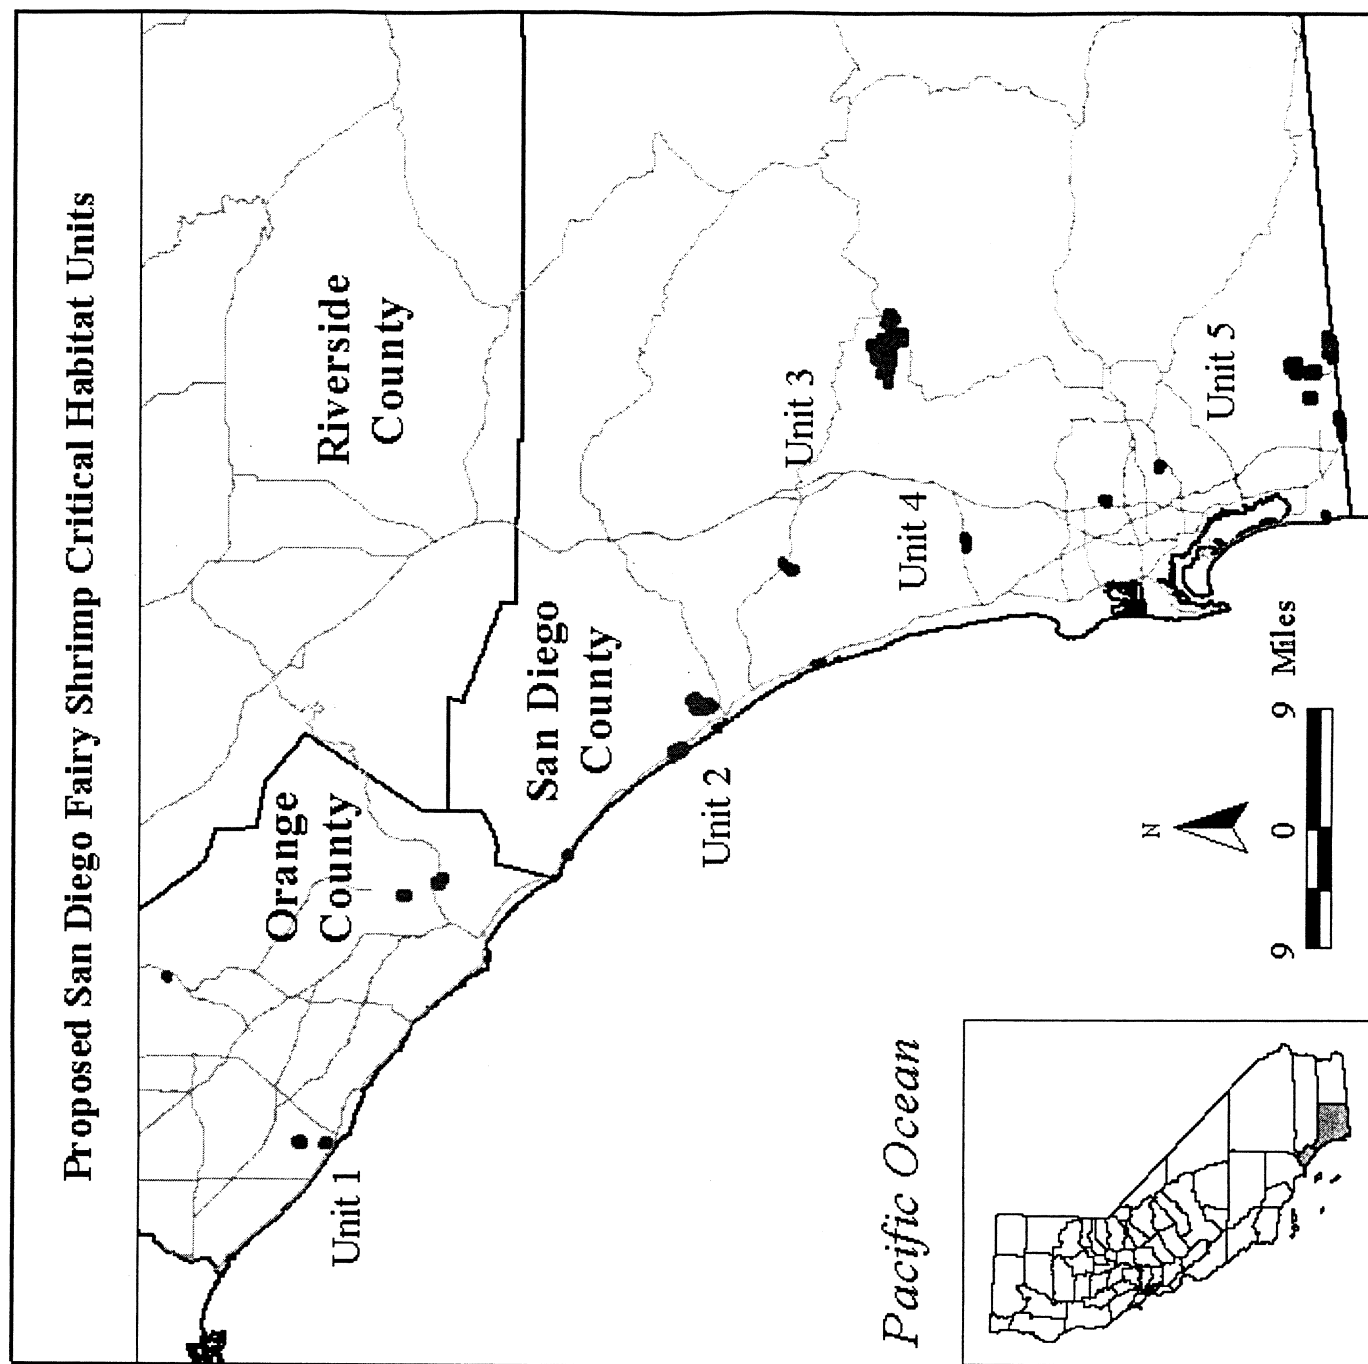 Proposed San Diego Fairy Shrimp Critical Habitat Units
Riverside
County
Orange
County
San Diego
County
Unit 1
Unit 2
Unit 3
Unit 4
Unit 5
Pacific Ocean
N
9 0 9 Miles